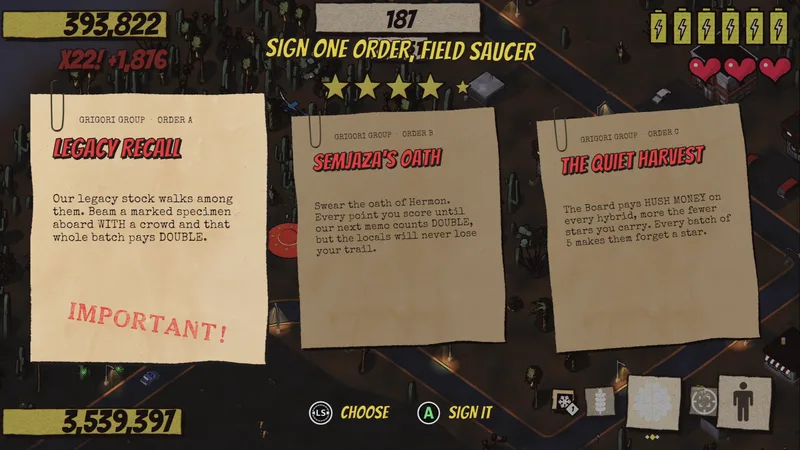 393,822
X22! +1,876
187
SIGN ONE ORDER, FIELD SAUCER
GRIGORI GROUP · ORDER A
LEGACY RECALL
Our legacy stock walks among
them. Beam a marked specimen
aboard WITH a crowd and that
whole batch pays DOUBLE.
IMPORTANT!
GRIGORI GROUP · ORDER B
SEMJAZA'S OATH
Swear the oath of Hermon.
Every point you score until
our next memo counts DOUBLE,
but the locals will never lose
your trail.
GRIGORI GROUP · ORDER C
THE QUIET HARVEST
The Board pays HUSH MONEY on
every hybrid, more the fewer
stars you carry. Every batch of
5 makes them forget a star.
3,539,397
LS CHOOSE
A SIGN IT